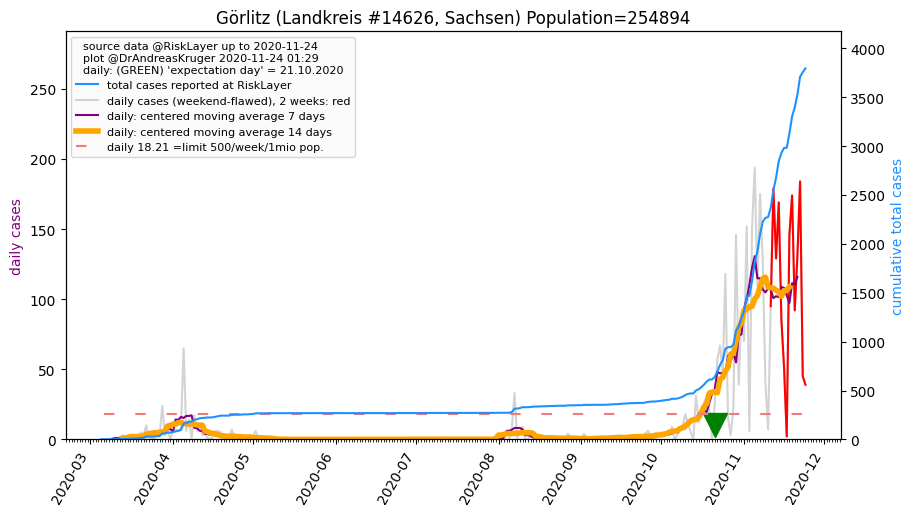 Görlitz (Landkreis #14626, Sachsen) Population=254894
source data @RiskLayer up to 2020-11-24
plot @DrAndreasKruger 2020-11-24 01:29
daily: (GREEN) 'expectation day' = 21.10.2020
total cases reported at RiskLayer
daily cases (weekend-flawed), 2 weeks: red
daily: centered moving average 7 days
daily: centered moving average 14 days
daily 18.21 =limit 500/week/1mio pop.
daily cases
250
200
150
100
50
0
cumulative total cases
4000
3500
3000
2500
2000
1500
1000
500
0
2020-03
2020-04
2020-05
2020-06
2020-07
2020-08
2020-09
2020-10
2020-11
2020-12